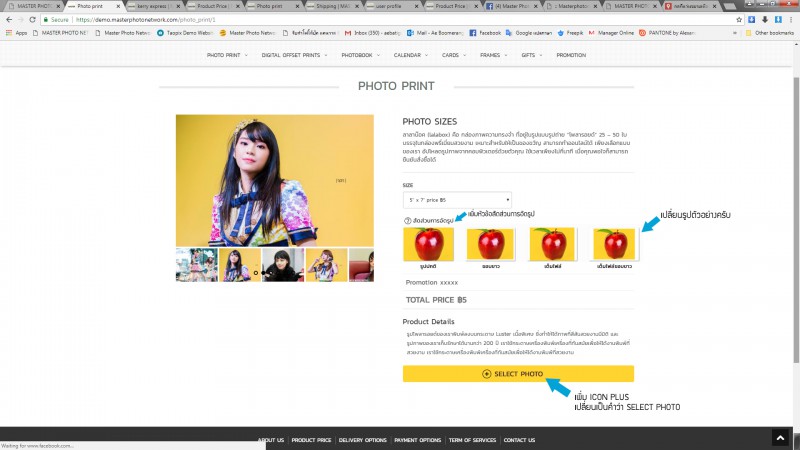 MASTER PHOTO
Photo print
kerry express
Product Price
Photo print
Shipping | MAS
user profile
Product Price
(4) Master Photo
Masterphoto
MASTER PHOTO
Secure
https://demo.masterphotonetwork.com/photo_print/1
Apps
MASTER PHOTO NET
Master Photo Netw
Taopix Demo Website
Inbox (350)
Mail - Ae Boomerang
Facebook
Google
Freepik
Manager Online
PANTONE by Alexan
Other bookmarks
PHOTO PRINT
DIGITAL OFFSET PRINTS
PHOTOBOOK
CALENDAR
CARDS
FRAMES
GIFTS
PROMOTION
PHOTO PRINT
PHOTO SIZES
ลาลาบ๊อค (lalabox) คือ กล่องภาพความทรงจำ ที่อยู่ในรูปแบบรูปถ่าย "โพลารอยด์" 25 – 50 ใบ
บรรจุในกล่องพรีเมี่ยมสวยงาม เหมาะสำหรับให้เป็นของขวัญ สามารถทำออนไลน์ได้ เพียงเลือกแบบ
ของเรา อัปโหลดรูปภาพจากคอมพิวเตอร์ด้วยตัวคุณ ใช้เวลาเพียงไม่กี่นาที เมื่อคุณพอใจก็สามารถ
ยืนยันสั่งซื้อได้
SIZE
5" x 7" price ฿5
เพิ่มหัวข้อสัดส่วนการอัดรูป
เปลี่ยนรูปตัวอย่างครับ
สัดส่วนการอัดรูป
รูปปกติ
ขอบขาว
เต็มไฟล์
เต็มไฟล์ขอบขาว
Promotion xxxxx
TOTAL PRICE ฿5
Product Details
รูปโพลารอยด์ของเราพิมพ์ลงบนกระดาษ Luster เนื้อพิเศษ ซึ่งทำให้ได้ภาพที่สีสันสวยงามมีมิติ และ
รูปภาพของเราเก็บรักษาได้นานกว่า 200 ปี เราใช้กระดาษเครื่องพิมพ์เครื่องที่ทันสมัยเพื่อให้ได้งานพิมพ์ที่
สวยงาม เราใช้กระดาษเครื่องพิมพ์เครื่องที่ทันสมัยเพื่อให้ได้งานพิมพ์ที่สวยงาม
SELECT PHOTO
เพิ่ม ICON PLUS
เปลี่ยนเป็นคำว่า SELECT PHOTO
ABOUT US
PRODUCT PRICE
DELIVERY OPTIONS
PAYMENT OPTIONS
TERM OF SERVICES
CONTACT US
Waiting for www.facebook.com...